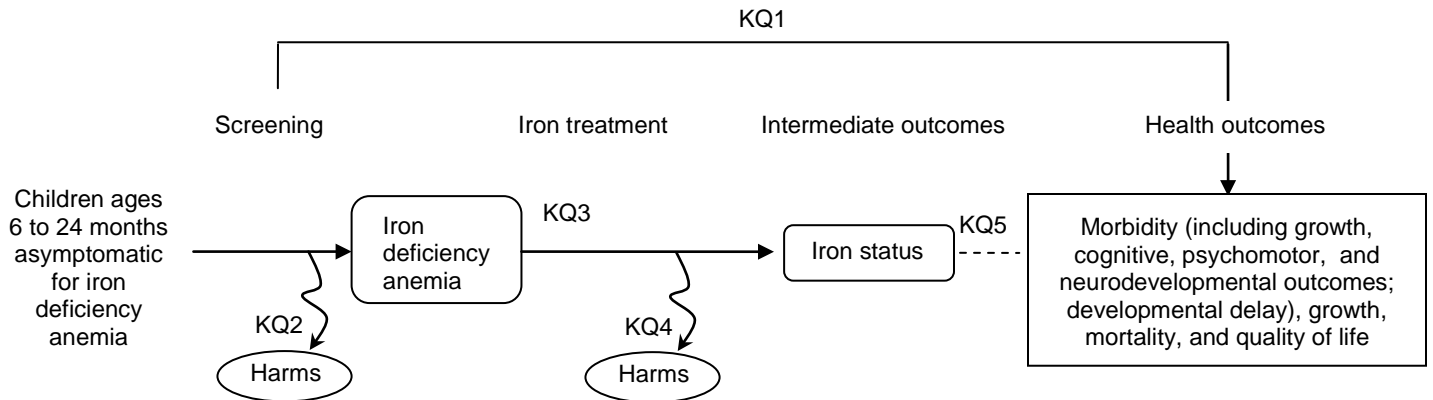 KQ1
Screening
Iron treatment
Intermediate outcomes
Health outcomes
Children ages
6 to 24 months
asymptomatic
for iron
deficiency
anemia
Iron
deficiency
anemia
KQ3
Iron status
KQ5
Morbidity (including growth,
cognitive, psychomotor, and
neurodevelopmental outcomes;
developmental delay), growth,
mortality, and quality of life
KQ2
Harms
KQ4
Harms